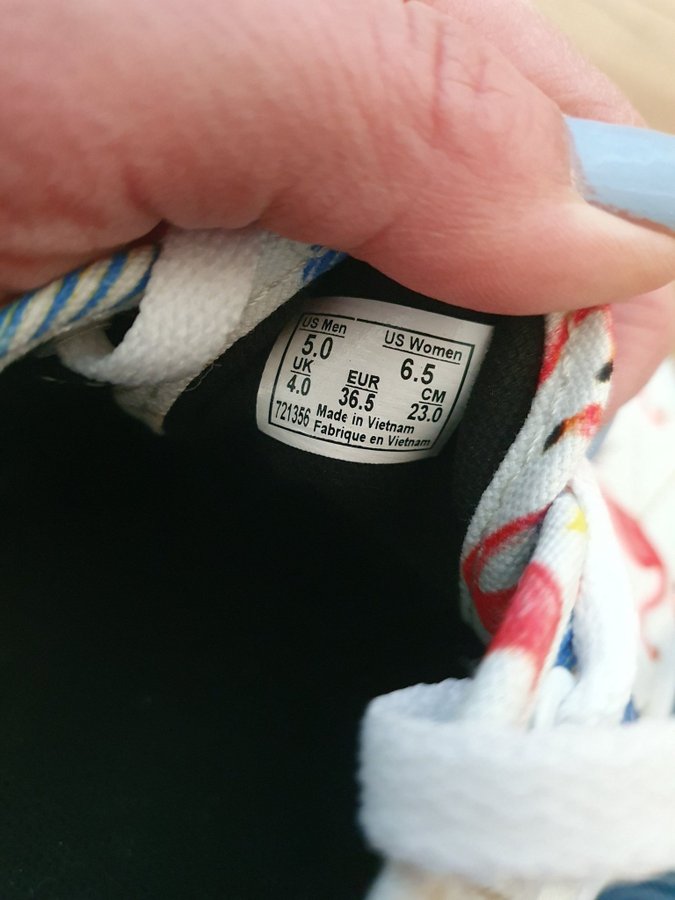 US Men US Women
5.0 6.5
UK EUR CM
4.0 36.5 23.0
721356 Made in Vietnam
Fabrique en Vietnam